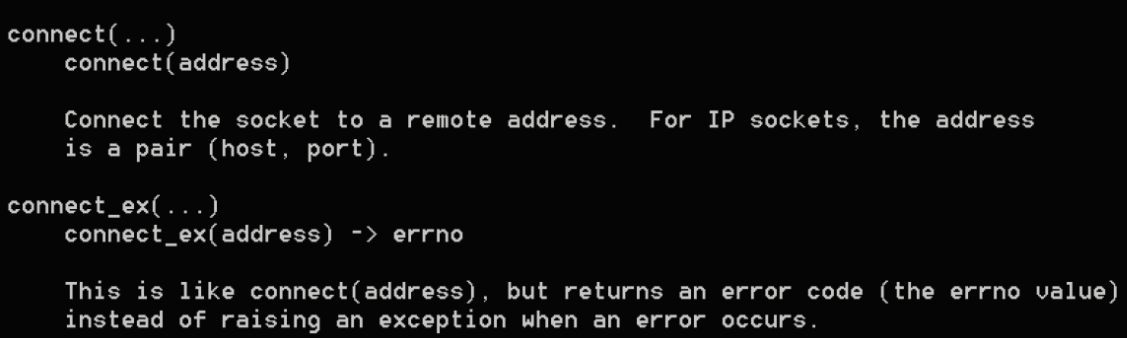 connect(...)
connect(address)
Connect the socket to a remote address.  For IP sockets, the address
is a pair (host, port).
connect_ex(...)
connect_ex(address) -> errno
This is like connect(address), but returns an error code (the errno value)
instead of raising an exception when an error occurs.